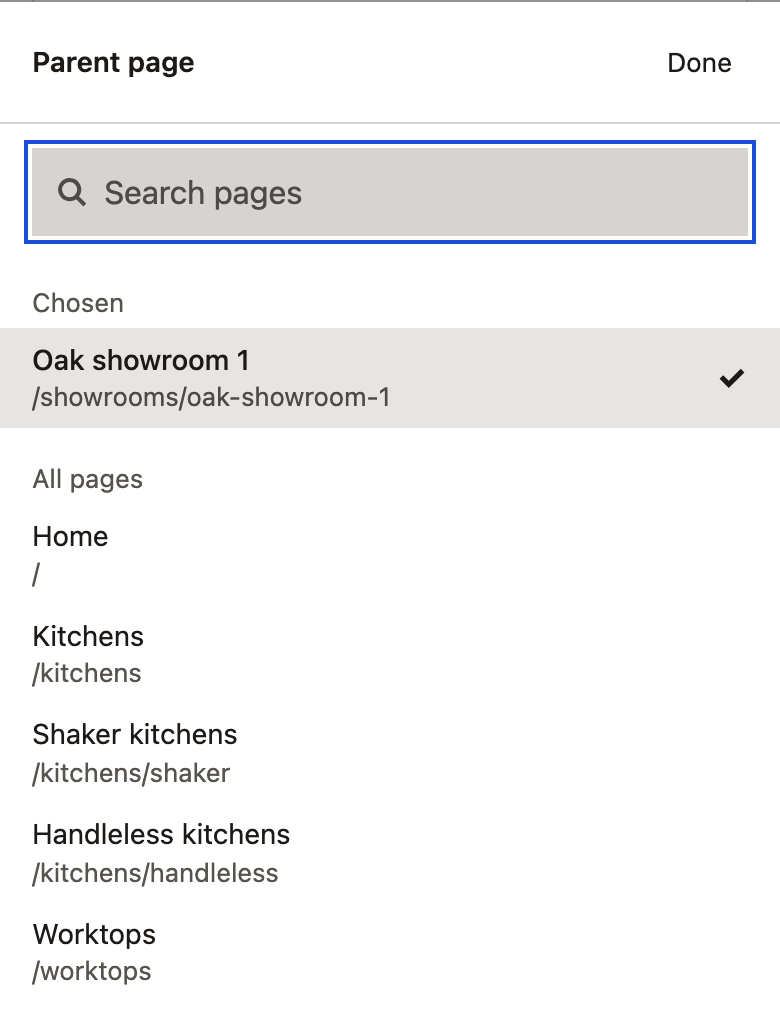 Parent page
Done
Search pages
Chosen
Oak showroom 1
/showrooms/oak-showroom-1
All pages
Home
/
Kitchens
/kitchens
Shaker kitchens
/kitchens/shaker
Handleless kitchens
/kitchens/handleless
Worktops
/worktops